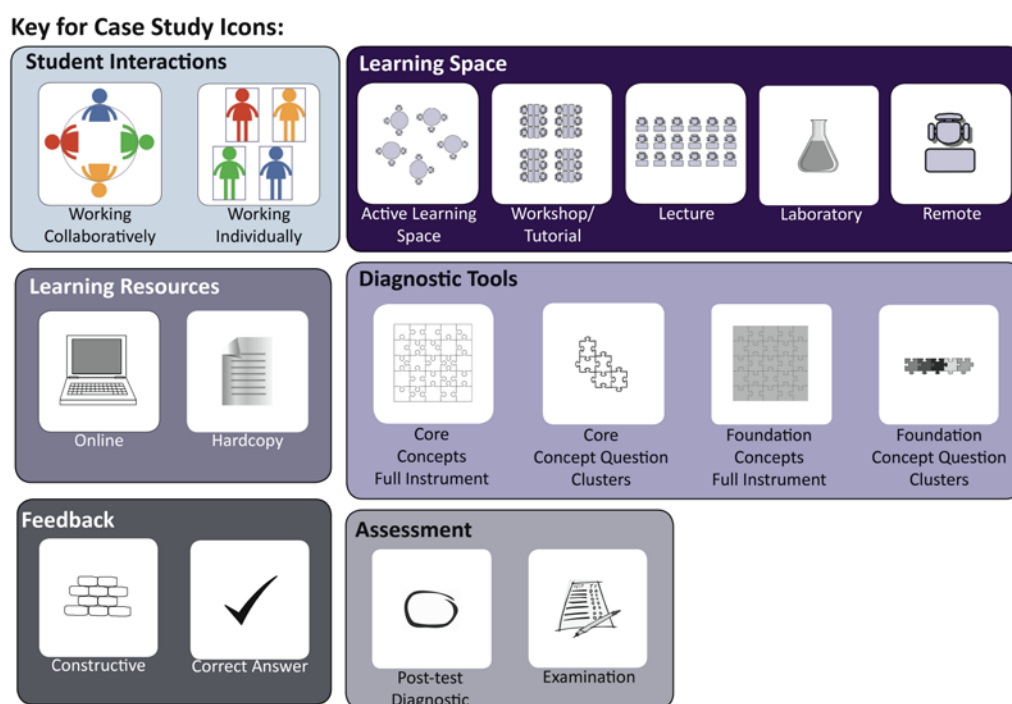 Key for Case Study Icons:
Student Interactions
Working
Collaboratively
Working
Individually
Learning Space
Active Learning
Space
Workshop/
Tutorial
Lecture
Laboratory
Remote
Learning Resources
Online
Hardcopy
Diagnostic Tools
Core
Concepts
Full Instrument
Core
Concept Question
Clusters
Foundation
Concepts
Full Instrument
Foundation
Concept Question
Clusters
Feedback
Constructive
Correct Answer
Assessment
Post-test
Diagnostic
Examination